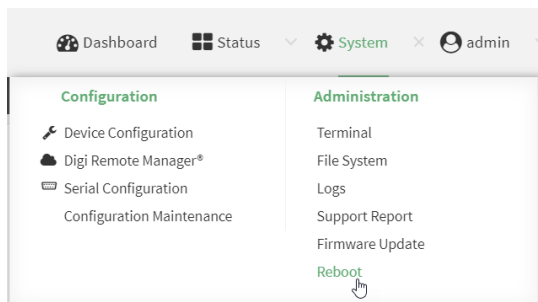 Dashboard Status System admin
Configuration
Device Configuration
Digi Remote Manager®
Serial Configuration
Configuration Maintenance
Administration
Terminal
File System
Logs
Support Report
Firmware Update
Reboot